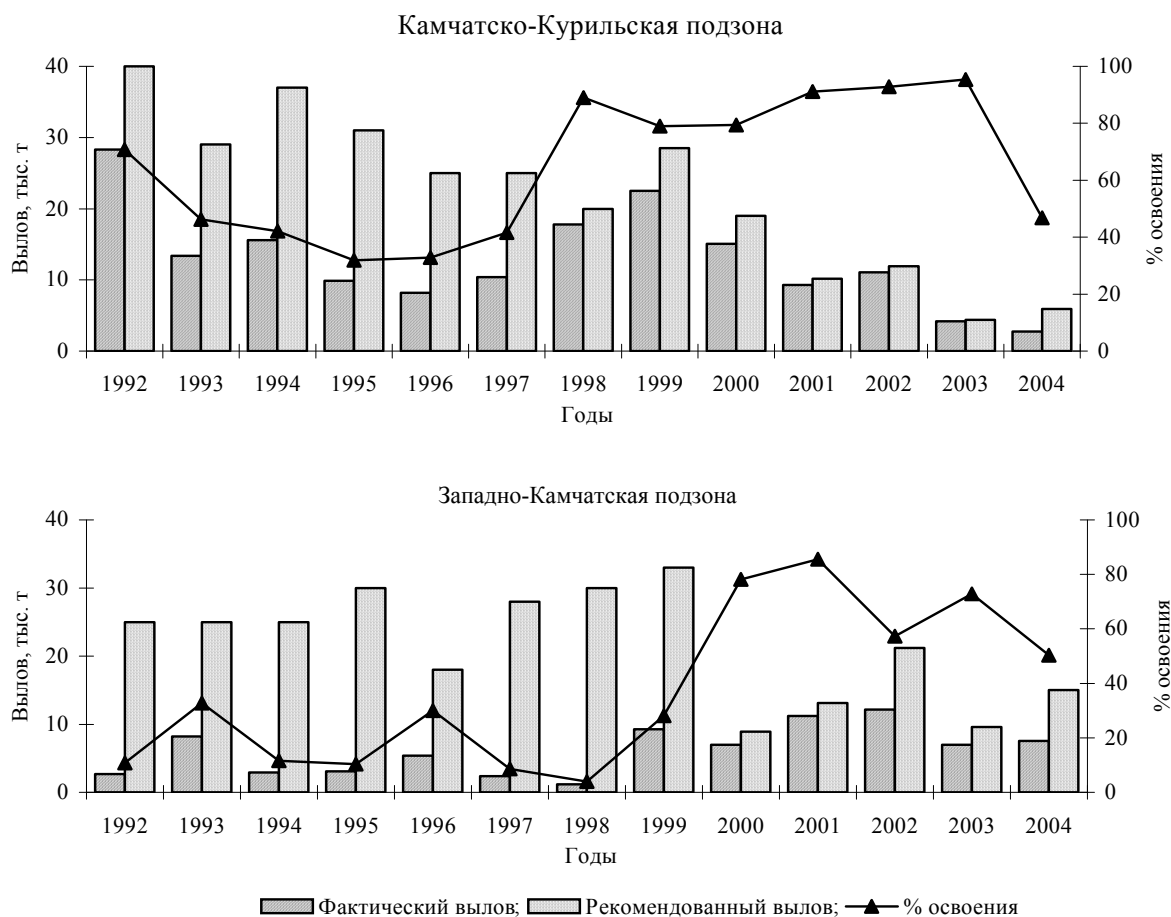 Камчатско-Курильская подзона
Вылов, тыс. т
40
30
20
10
0
100
80
60
40
20
0
% освоения
1992 1993 1994 1995 1996 1997 1998 1999 2000 2001 2002 2003 2004
Годы
Западно-Камчатская подзона
Вылов, тыс. т
40
30
20
10
0
100
80
60
40
20
0
% освоения
1992 1993 1994 1995 1996 1997 1998 1999 2000 2001 2002 2003 2004
Годы
Фактический вылов; Рекомендованный вылов; % освоения